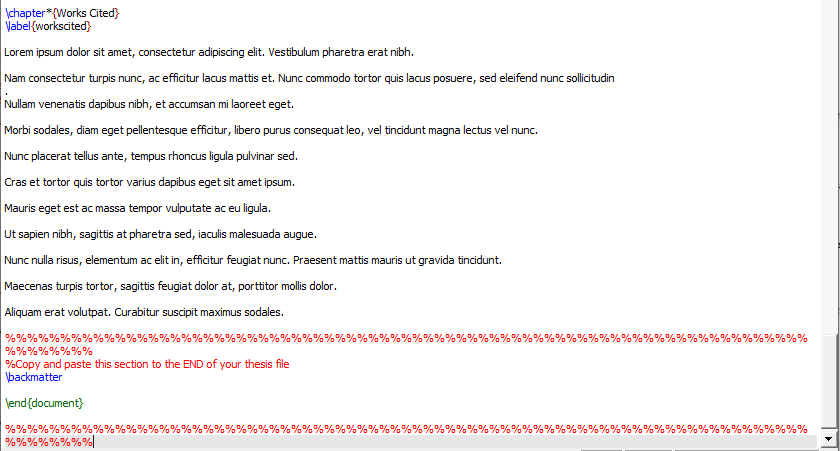 \chapter*{Works Cited}
\label{workscited}
Lorem ipsum dolor sit amet, consectetur adipiscing elit. Vestibulum pharetra erat nibh.
Nam consectetur turpis nunc, ac efficitur lacus mattis et. Nunc commodo tortor quis lacus posuere, sed eleifend nunc sollicitudin
.
Nullam venenatis dapibus nibh, et accumsan mi laoreet eget.
Morbi sodales, diam eget pellentesque efficitur, libero purus consequat leo, vel tincidunt magna lectus vel nunc.
Nunc placerat tellus ante, tempus rhoncus ligula pulvinar sed.
Cras et tortor quis tortor varius dapibus eget sit amet ipsum.
Mauris eget est ac massa tempor vulputate ac eu ligula.
Ut sapien nibh, sagittis at pharetra sed, iaculis malesuada augue.
Nunc nulla risus, elementum ac elit in, efficitur feugiat nunc. Praesent mattis mauris ut gravida tincidunt.
Maecenas turpis tortor, sagittis feugiat dolor at, porttitor mollis dolor.
Aliquam erat volutpat. Curabitur suscipit maximus sodales.
%%%%%%%%%%%%%%%%%%%%%%%%%%%%%%%%%%%%%%%%%%%%%%%%%%%%%%%%%%%%%%%%%%%%%%%%%%%
%%%%%%%%
%Copy and paste this section to the END of your thesis file
\backmatter
\end{document}
%%%%%%%%%%%%%%%%%%%%%%%%%%%%%%%%%%%%%%%%%%%%%%%%%%%%%%%%%%%%%%%%%%%%%%%%%%%
%%%%%%%%